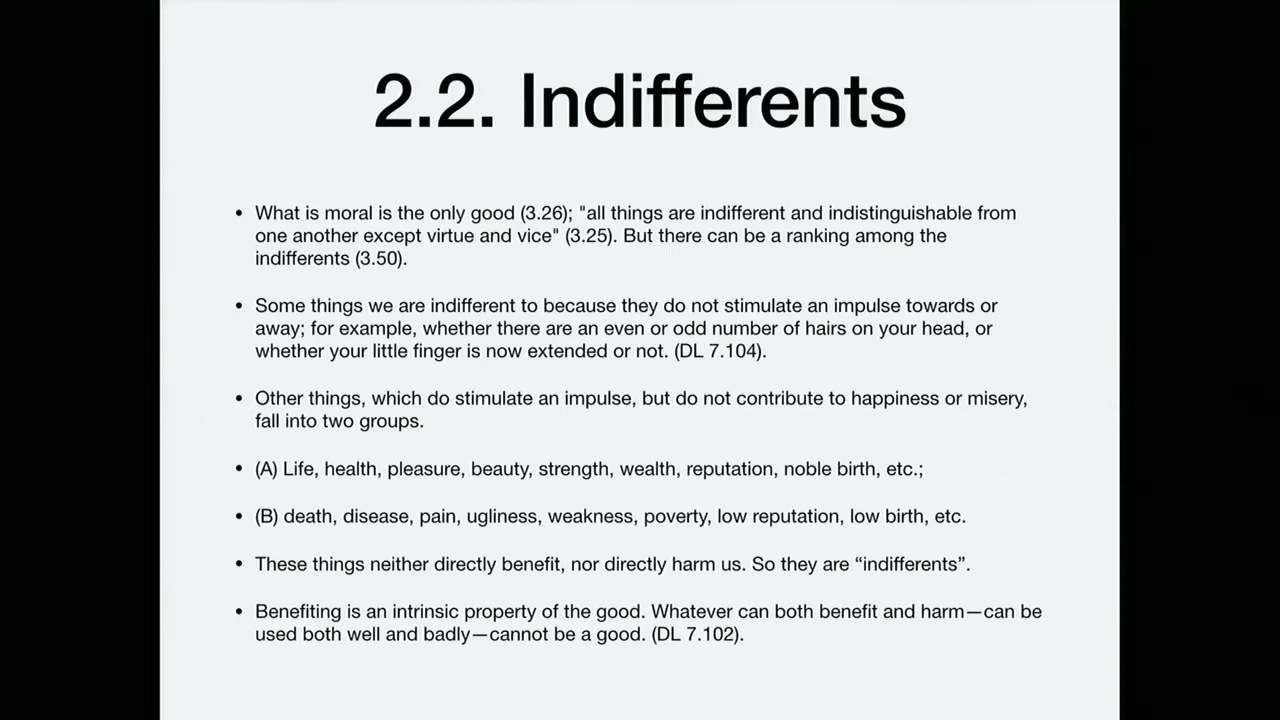 2.2. Indifferents
• What is moral is the only good (3.26); "all things are indifferent and indistinguishable from
one another except virtue and vice" (3.25). But there can be a ranking among the
indifferents (3.50).
• Some things we are indifferent to because they do not stimulate an impulse towards or
away; for example, whether there are an even or odd number of hairs on your head, or
whether your little finger is now extended or not. (DL 7.104).
• Other things, which do stimulate an impulse, but do not contribute to happiness or misery,
fall into two groups.
• (A) Life, health, pleasure, beauty, strength, wealth, reputation, noble birth, etc.;
• (B) death, disease, pain, ugliness, weakness, poverty, low reputation, low birth, etc.
• These things neither directly benefit, nor directly harm us. So they are “indifferents”.
• Benefiting is an intrinsic property of the good. Whatever can both benefit and harm—can be
used both well and badly—cannot be a good. (DL 7.102).